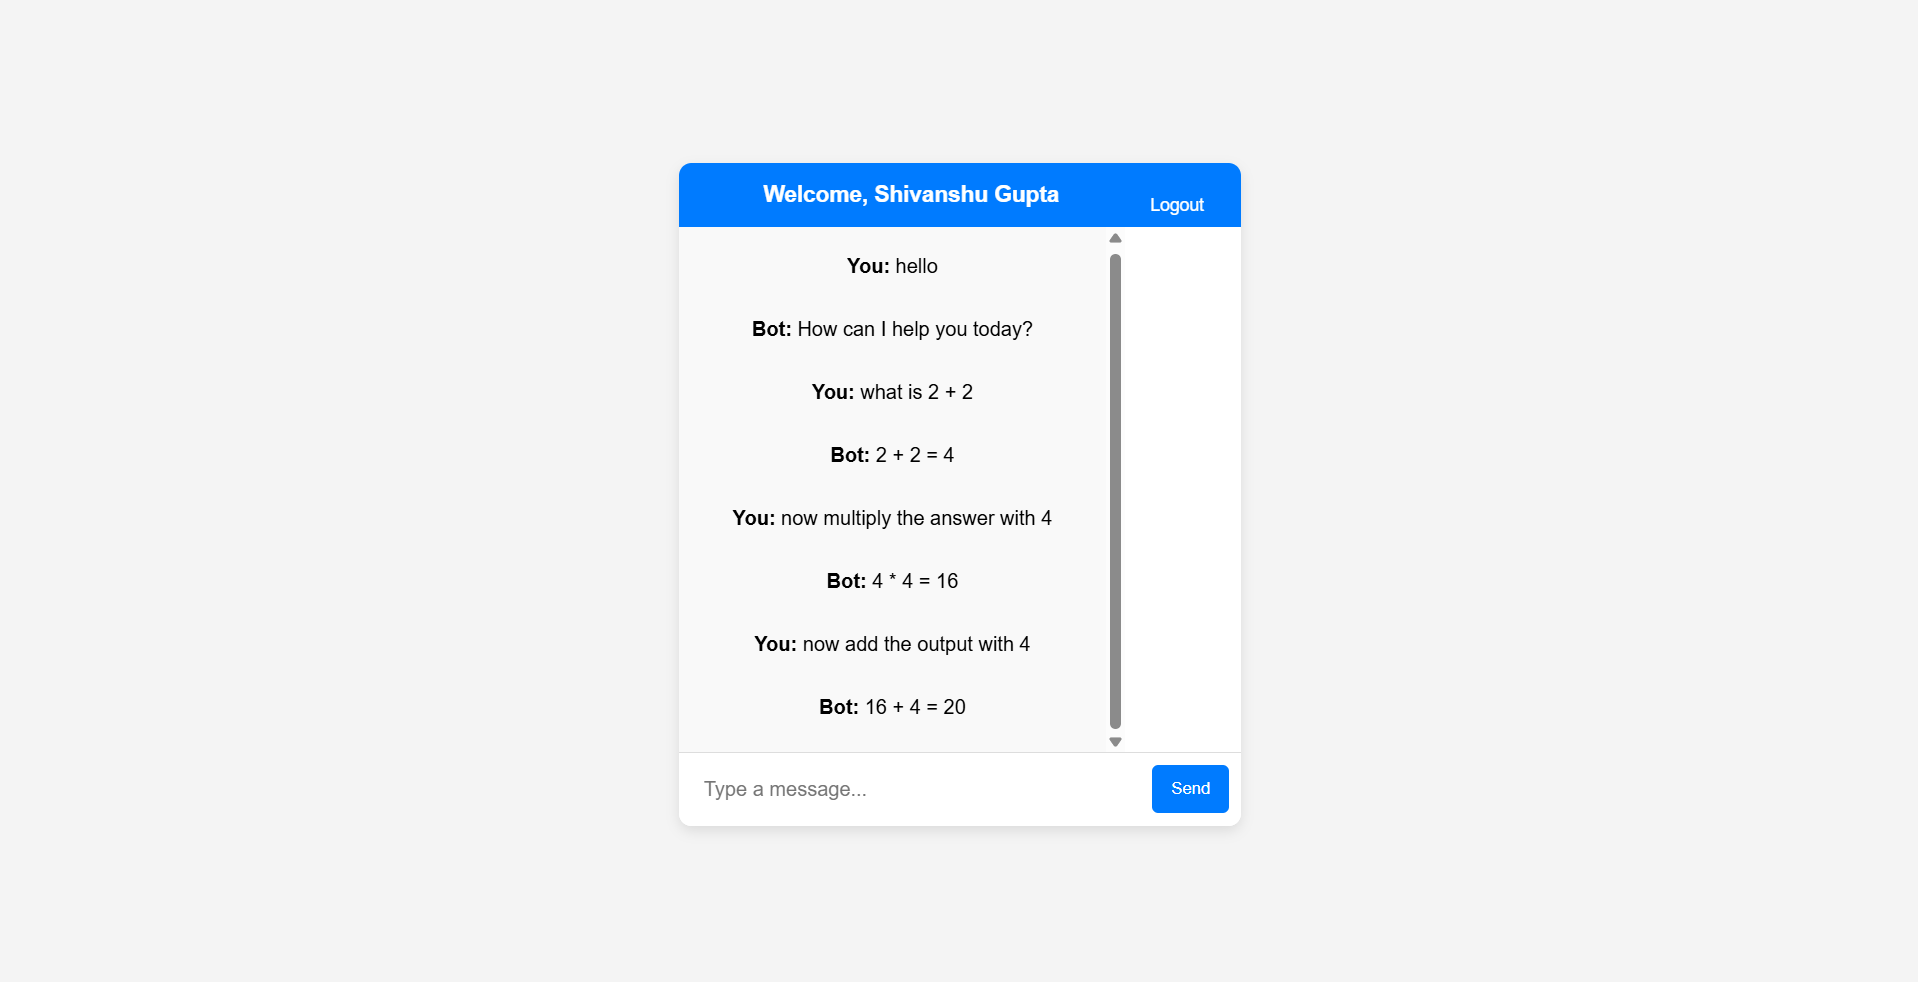 Welcome, Shivanshu Gupta
Logout
You: hello
Bot: How can I help you today?
You: what is 2 + 2
Bot: 2 + 2 = 4
You: now multiply the answer with 4
Bot: 4 * 4 = 16
You: now add the output with 4
Bot: 16 + 4 = 20
Type a message...
Send